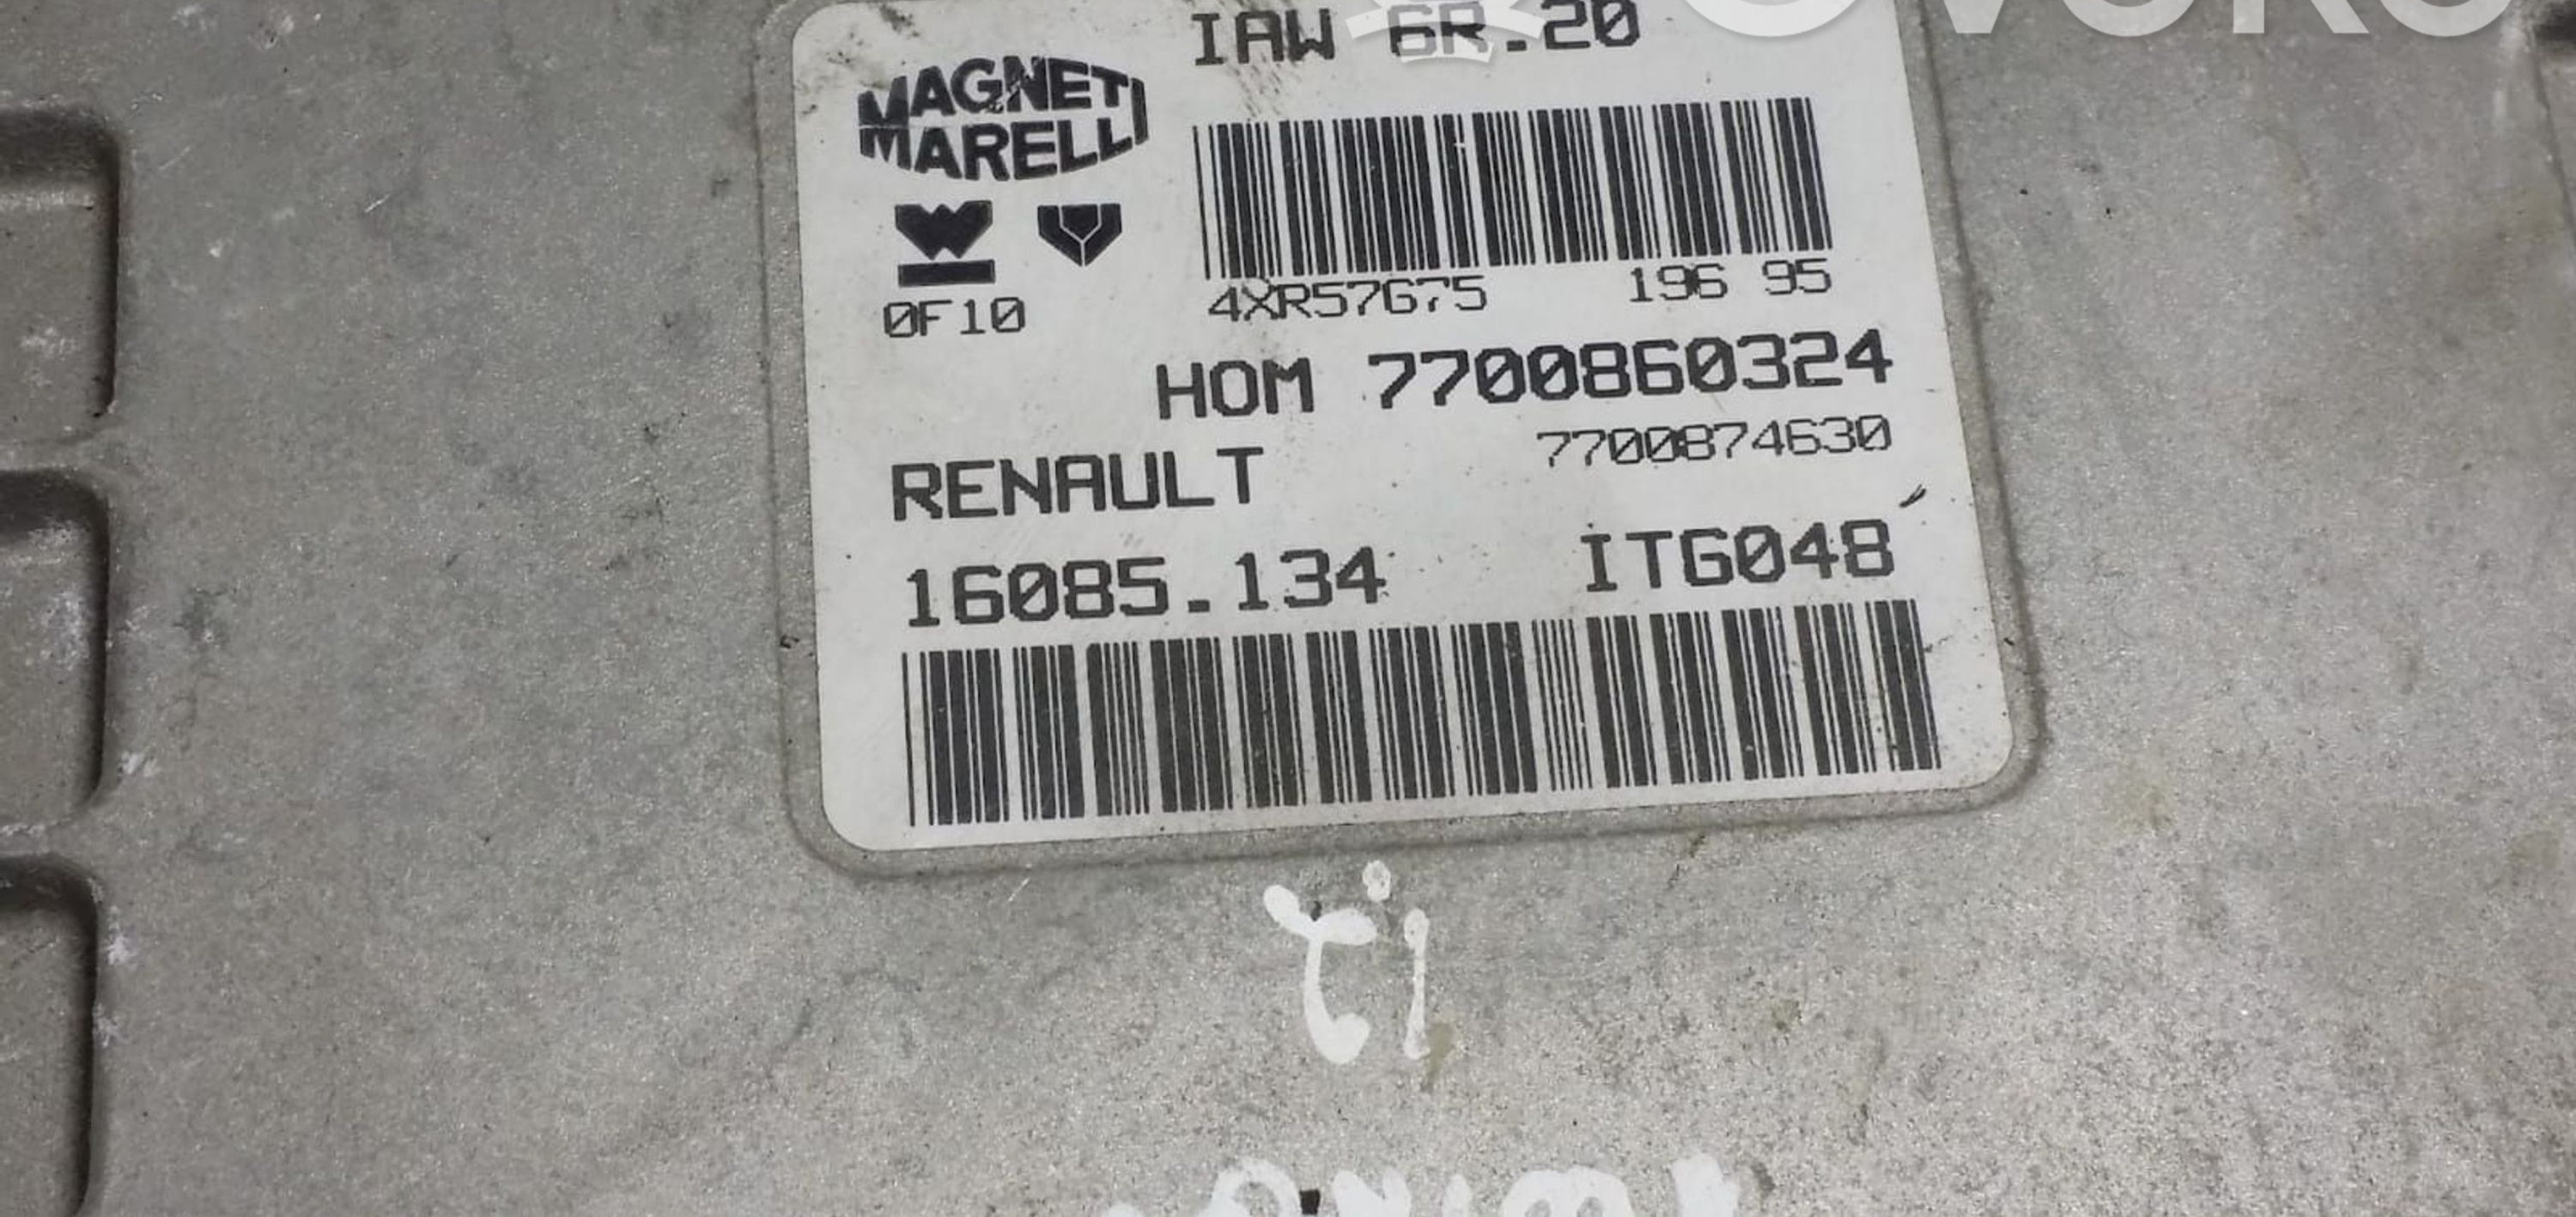 IAW 6R.20
MAGNETI
MARELLI
0F10
4XR57675 196 95
HOM 7700860324
7700874630
RENAULT
16085.134 ITG048